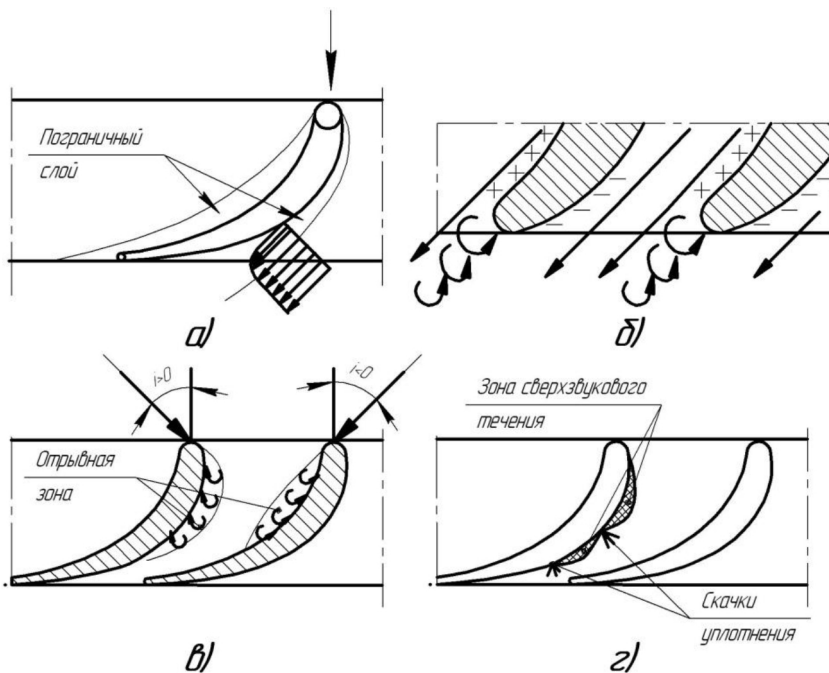 Пограничный
слой
а)
б)
i>0
i<0
Отрывная
зона
в)
Зона сверхзвукового
течения
Скачки
уплотнения
г)